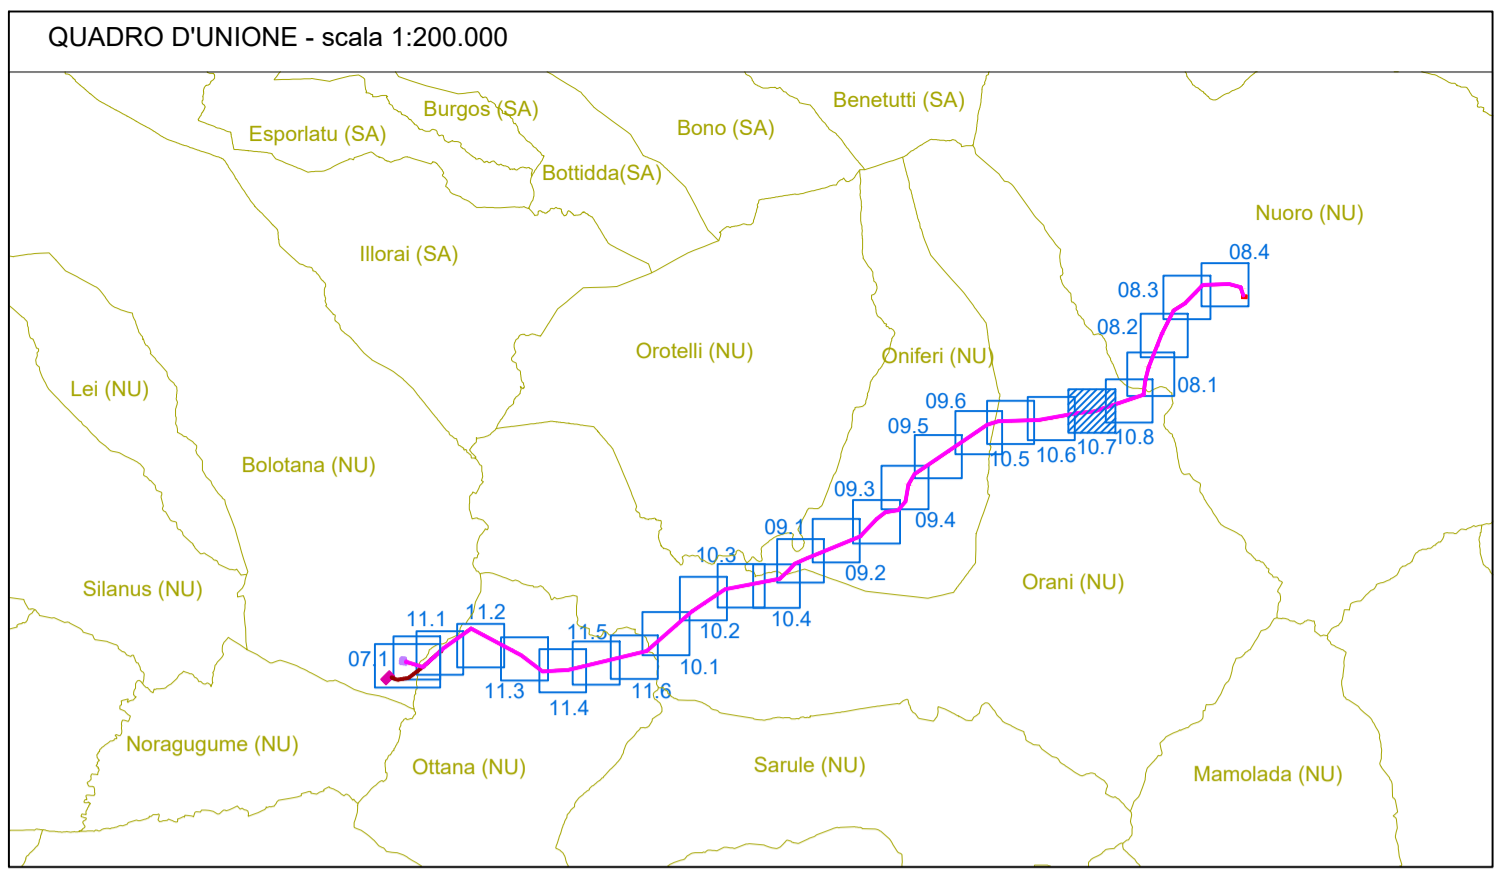 QUADRO D'UNIONE - scala 1:200.000
Benetutti (SA)
Burgos (SA)
Bono (SA)
Esporlatu (SA)
Bottidda(SA)
Nuoro (NU)
Illorai (SA)
08.4
08.3
08.2
Orotelli (NU)
Oniferi (NU)
Lei (NU)
08.1
09.6
09.5
10.8
10.7
10.6
10.5
Bolotana (NU)
09.3
09.4
09.1
10.3
09.2
Orani (NU)
Silanus (NU)
11.1
11.2
10.4
10.2
11.5
07.1
10.1
11.3
11.6
11.4
Noragugume (NU)
Ottana (NU)
Sarule (NU)
Mamolada (NU)